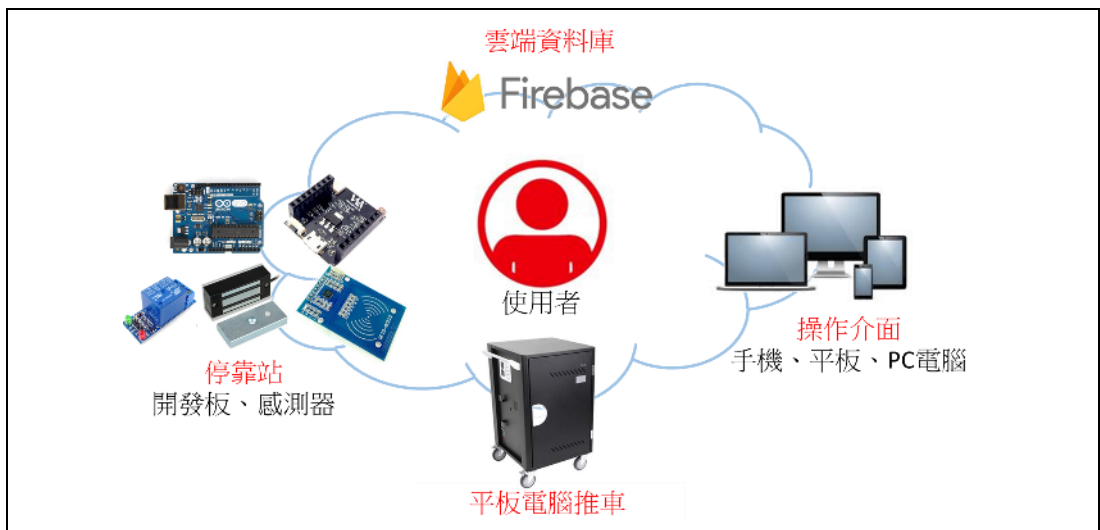 雲端資料庫
Firebase
使用者
停靠站
開發板、感測器
操作介面
手機、平板、PC電腦
平板電腦推車